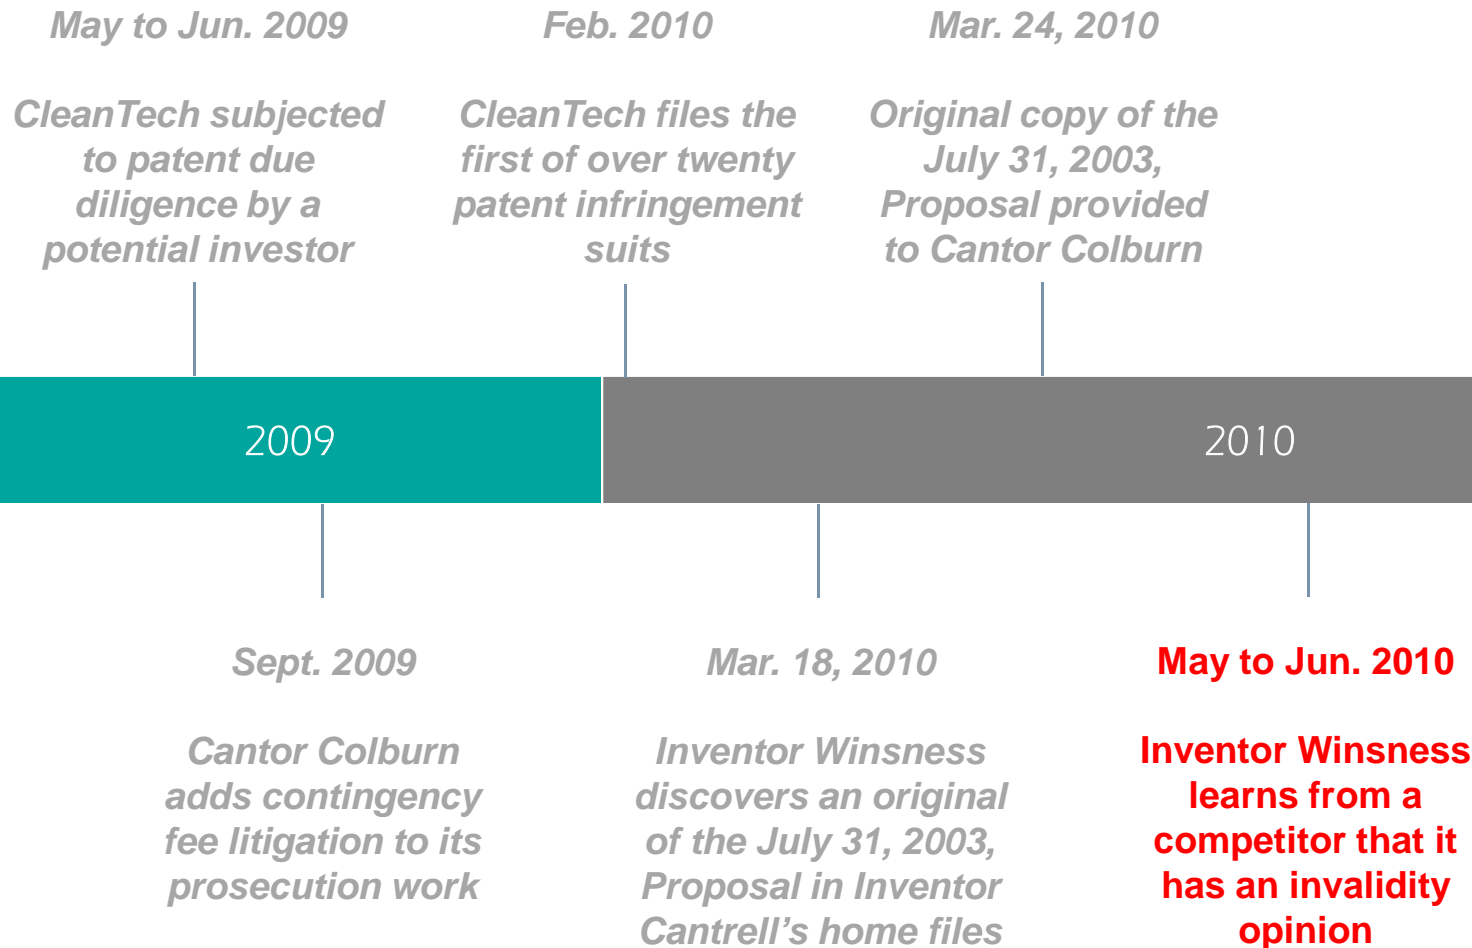 May to Jun. 2009
CleanTech subjected
to patent due
diligence by a
potential investor
Feb. 2010
CleanTech files the
first of over twenty
patent infringement
suits
Mar. 24, 2010
Original copy of the
July 31, 2003,
Proposal provided
to Cantor Colburn
2009
2010
Sept. 2009
Cantor Colburn
adds contingency
fee litigation to its
prosecution work
Mar. 18, 2010
Inventor Winsness
discovers an original
of the July 31, 2003,
Proposal in Inventor
Cantrell’s home files
May to Jun. 2010
Inventor Winsness
learns from a
competitor that it
has an invalidity
opinion